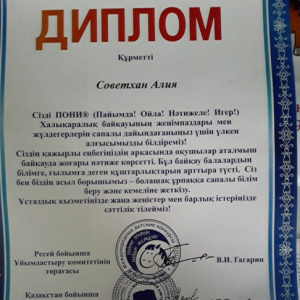 ДИПЛОМ
Құрметті
Советхан Алия
Сізді ПОНИ® (Пайымда! Ойла! Нәтижеле! Игер!)
Халықаралық байқауының жеңімпаздары мен
жүлдегерлерін сапалы дайындағаныңыз үшін үлкен
алғысымызды білдіреміз!
Сіздің қажырлы еңбегіңіздің арқасында оқушылар аталмыш
байқауда жоғары нәтиже көрсетті. Бұл байқау балалардың
білімге, ғылымға деген құштарлықтарын арттыра түсті. Сіз
бен біздің асыл борышымыз – болашақ ұрпаққа сапалы білім
беру және кемеліне жеткізу.
Ұстаздық қызметіңізде жаңа жеңістер мен барлық істеріңізде
сәттілік тілейміз!
Ресей бойынша
Ұйымдастыру комитетінің
төрағасы
В.И. Гагарин
Қазақстан бойынша